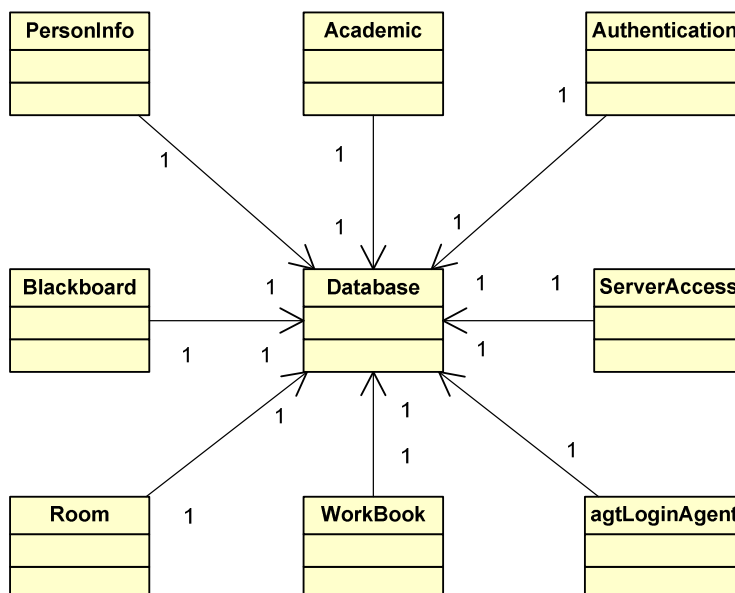 PersonInfo
Academic
Authentication
1
1
1
1
1
Blackboard
1
Database
1
1
ServerAccess
1
1
1
1
1
1
1
Room
1
WorkBook
agtLoginAgent